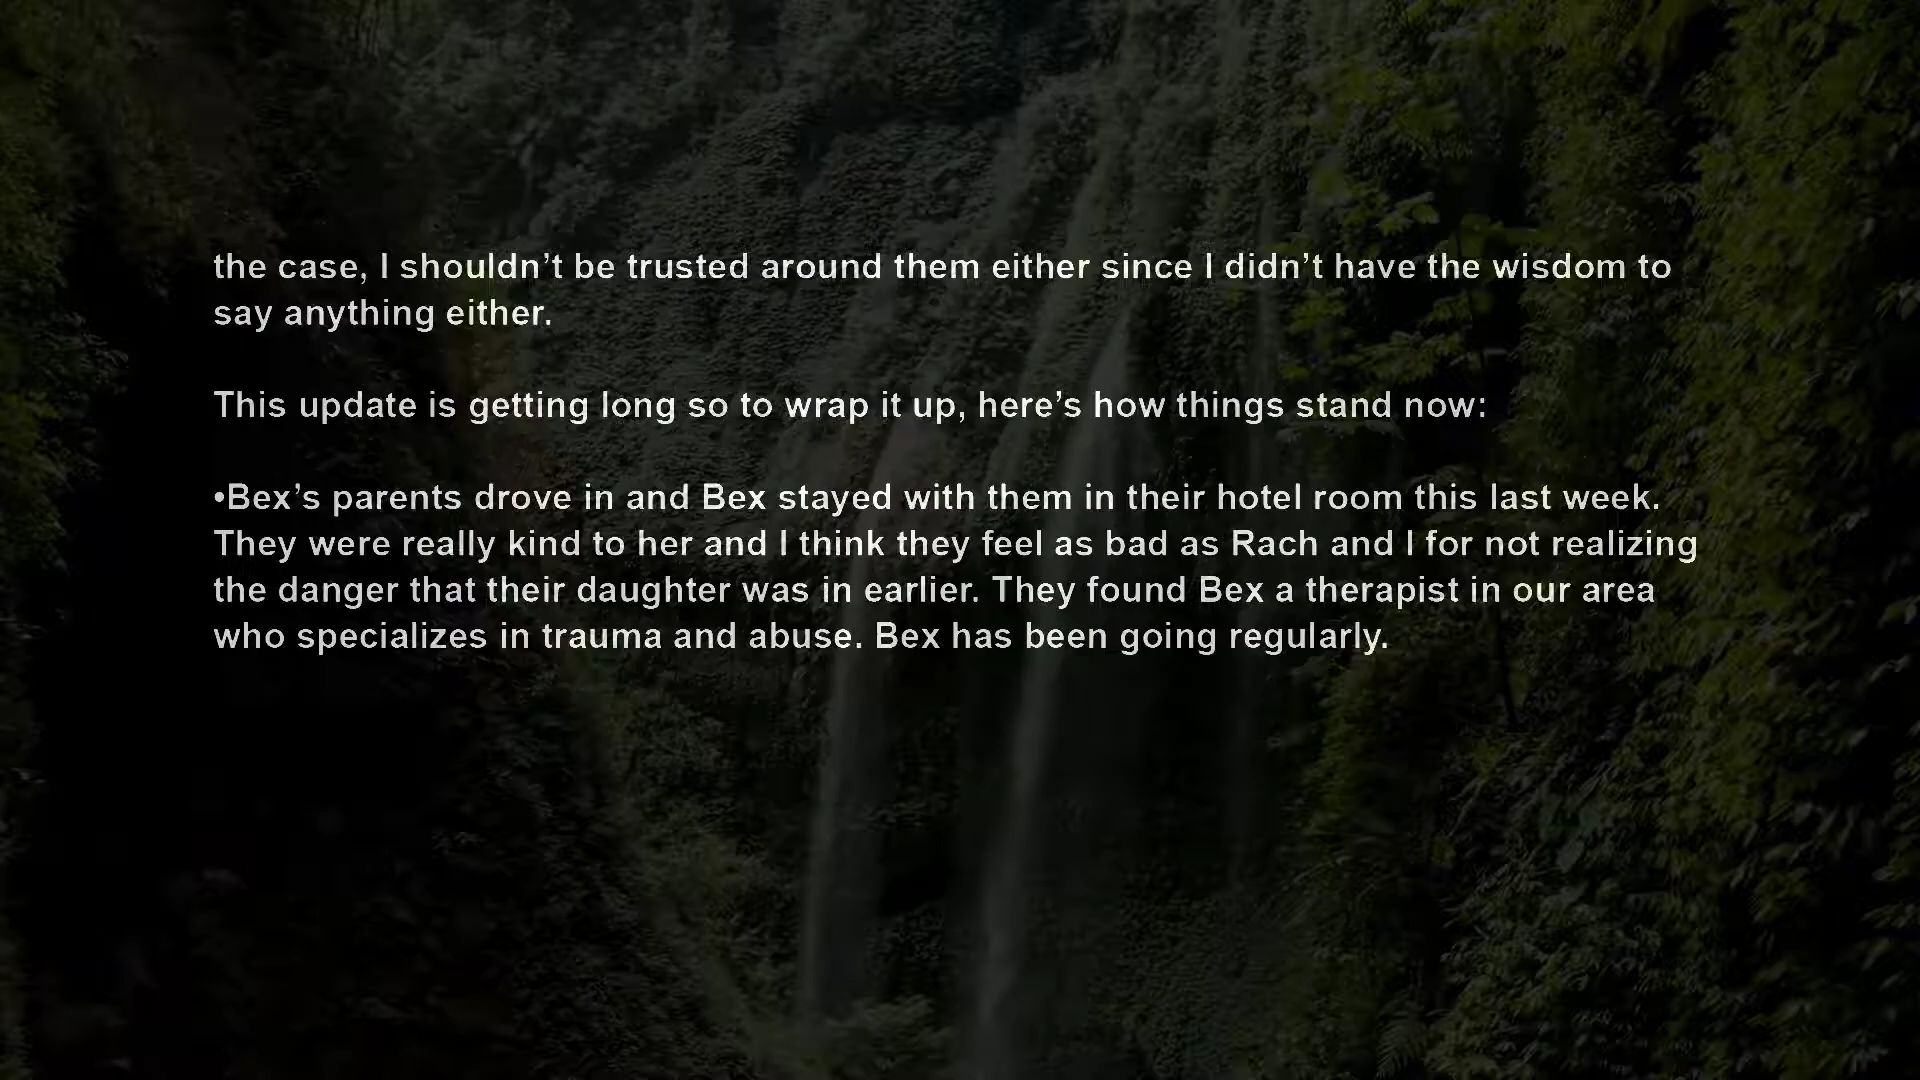 the case, I shouldn’t be trusted around them either since I didn’t have the wisdom to
say anything either.
This update is getting long so to wrap it up, here’s how things stand now:
•Bex’s parents drove in and Bex stayed with them in their hotel room this last week.
They were really kind to her and I think they feel as bad as Rach and I for not realizing
the danger that their daughter was in earlier. They found Bex a therapist in our area
who specializes in trauma and abuse. Bex has been going regularly.